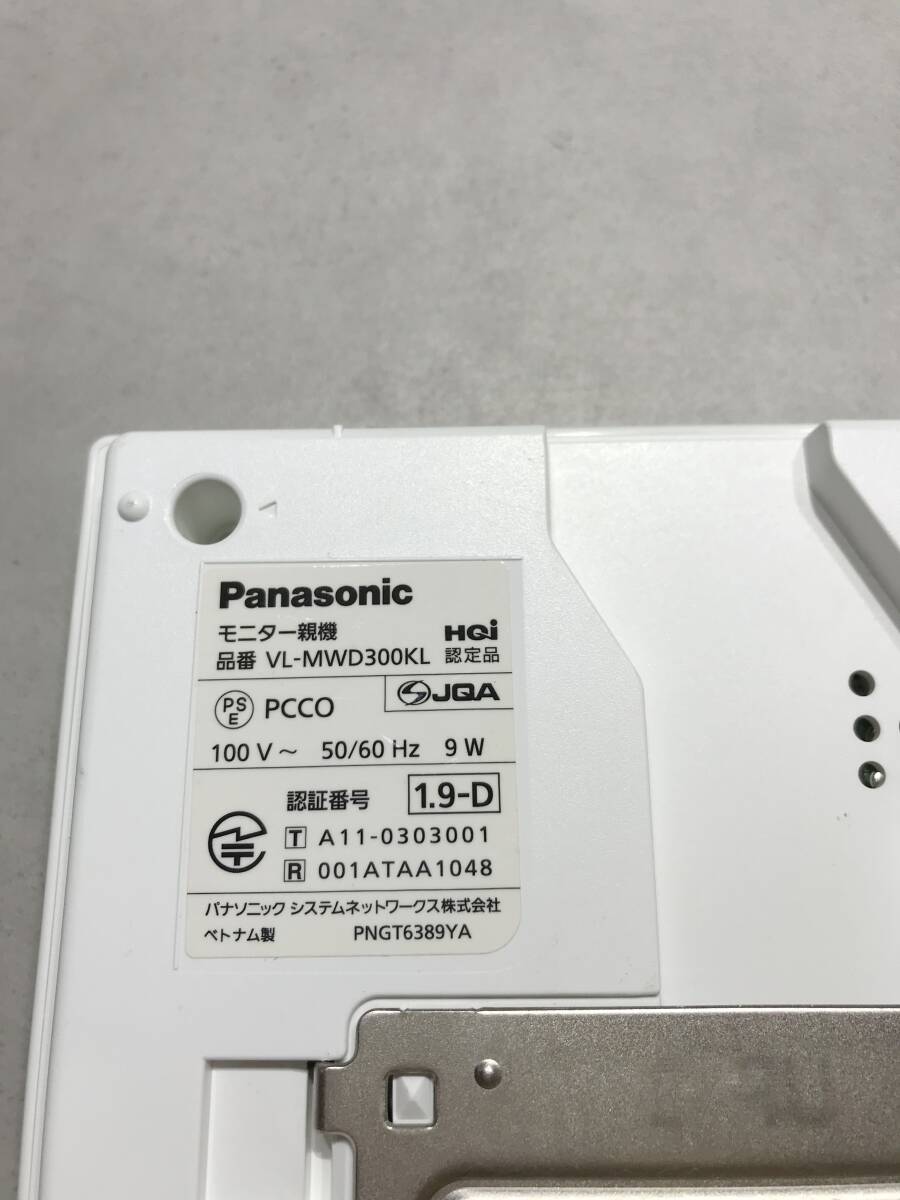 Panasonic
モニター親機 HQi
品番 VL-MWD300KL 認定品
PSE PCCO JQA
100 V～ 50/60 Hz 9 W
認証番号 1.9-D
T A11-0303001
R 001ATAA1048
パナソニック システムネットワークス株式会社
ベトナム製 PNGT6389YA